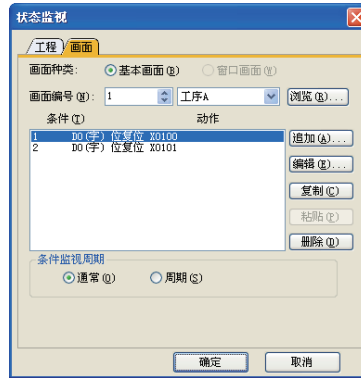 状态监视
工程 画面
画面种类: 基本画面(B) 窗口画面(W)
画面编号(N): 1 工序A 浏览(R)...
条件(T) 动作
1 D0(字) 位复位 X0100
2 D0(字) 位复位 X0101
追加(A)...
编辑(E)...
复制(C)
粘贴(P)
删除(D)
条件监视周期
通常(O) 周期(S)
确定 取消